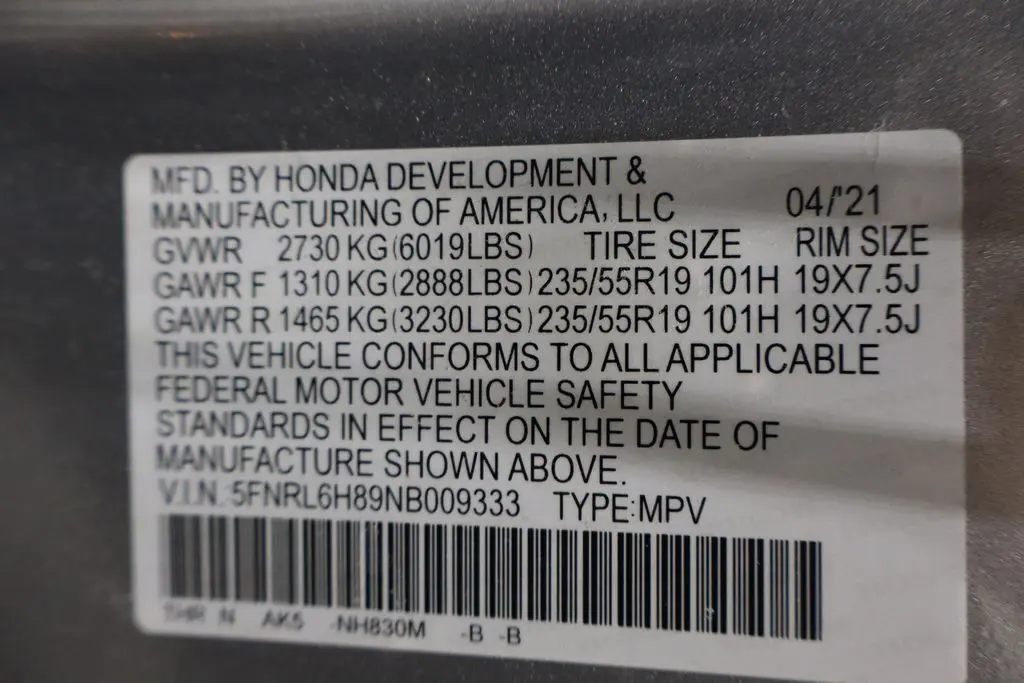 MFD. BY HONDA DEVELOPMENT &
MANUFACTURING OF AMERICA, LLC 04/'21
GVWR 2730 KG(6019LBS) TIRE SIZE RIM SIZE
GAWR F 1310 KG(2888LBS) 235/55R19 101H 19X7.5J
GAWR R 1465 KG(3230LBS) 235/55R19 101H 19X7.5J
THIS VEHICLE CONFORMS TO ALL APPLICABLE
FEDERAL MOTOR VEHICLE SAFETY
STANDARDS IN EFFECT ON THE DATE OF
MANUFACTURE SHOWN ABOVE.
V.I.N.:5FNRL6H89NB009333 TYPE:MPV
N AK5 -NH830M -B -B